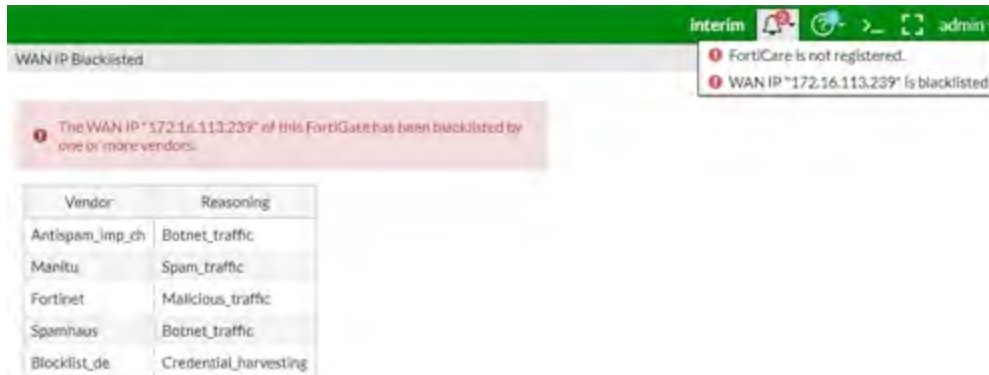 interim >_ admin
WAN IP Blacklisted
FortiCare is not registered.
WAN IP "172.16.113.239" is blacklisted
The WAN IP "172.16.113.239" of this FortiGate has been blacklisted by
one or more vendors.
Vendor Reasoning
Antispam_imp_ch Botnet_traffic
Manitu Spam_traffic
Fortinet Malicious_traffic
Spamhaus Botnet_traffic
Blocklist_de Credential_harvesting